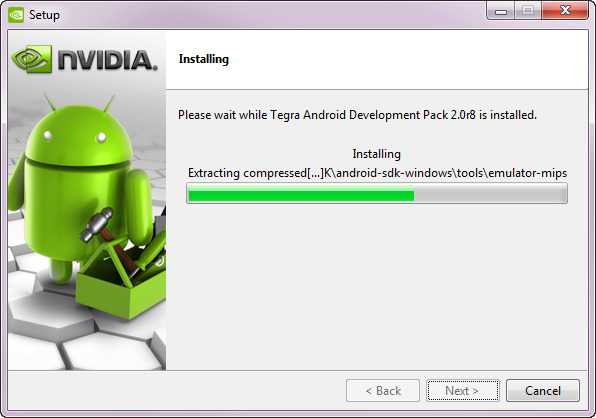 Setup
NVIDIA.
Installing
Please wait while Tegra Android Development Pack 2.0r8 is installed.
Installing
Extracting compressed[...]K\android-sdk-windows\tools\emulator-mips
< Back
Next >
Cancel